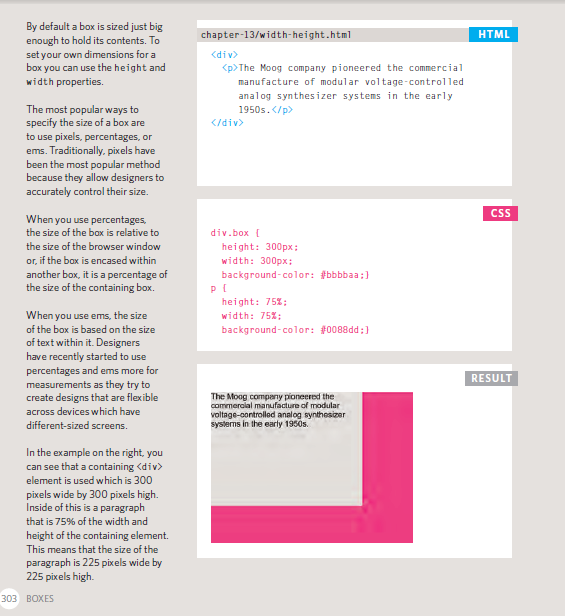 By default a box is sized just big
enough to hold its contents. To
set your own dimensions for a
box you can use the height and
width properties.
The most popular ways to
specify the size of a box are
to use pixels, percentages, or
ems. Traditionally, pixels have
been the most popular method
because they allow designers to
accurately control their size.
When you use percentages,
the size of the box is relative to
the size of the browser window
or, if the box is encased within
another box, it is a percentage of
the size of the containing box.
When you use ems, the size
of the box is based on the size
of text within it. Designers
have recently started to use
percentages and ems more for
measurements as they try to
create designs that are flexible
across devices which have
different-sized screens.
In the example on the right, you
can see that a containing <div>
element is used which is 300
pixels wide by 300 pixels high.
Inside of this is a paragraph
that is 75% of the width and
height of the containing element.
This means that the size of the
paragraph is 225 pixels wide by
225 pixels high.
chapter-13/width-height.html
HTML
<div>
<p>The Moog company pioneered the commercial
manufacture of modular voltage-controlled
analog synthesizer systems in the early
1950s.</p>
</div>
CSS
div.box {
height: 300px;
width: 300px;
background-color: #bbbbaa;}
p {
height: 75%;
width: 75%;
background-color: #0088dd;}
RESULT
The Moog company pioneered the
commercial manufacture of modular
voltage-controlled analog synthesizer
systems in the early 1950s.
303 BOXES